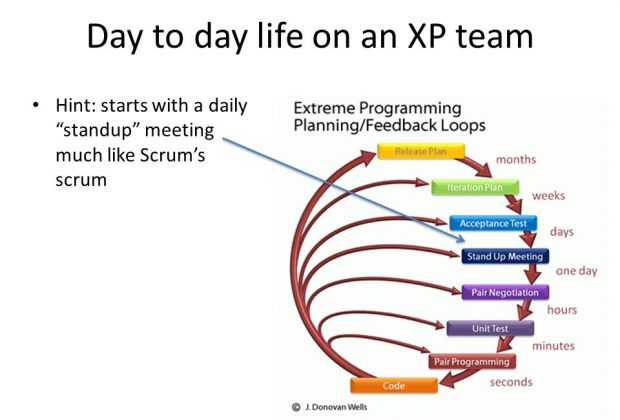 Day to day life on an XP team
• Hint: starts with a daily
“standup” meeting
much like Scrum’s
scrum
Extreme Programming
Planning/Feedback Loops
Release Plan
months
Iteration Plan
weeks
Acceptance Test
days
Stand Up Meeting
one day
Pair Negotiation
hours
Unit Test
minutes
Pair Programming
seconds
Code
© J. Donovan Wells